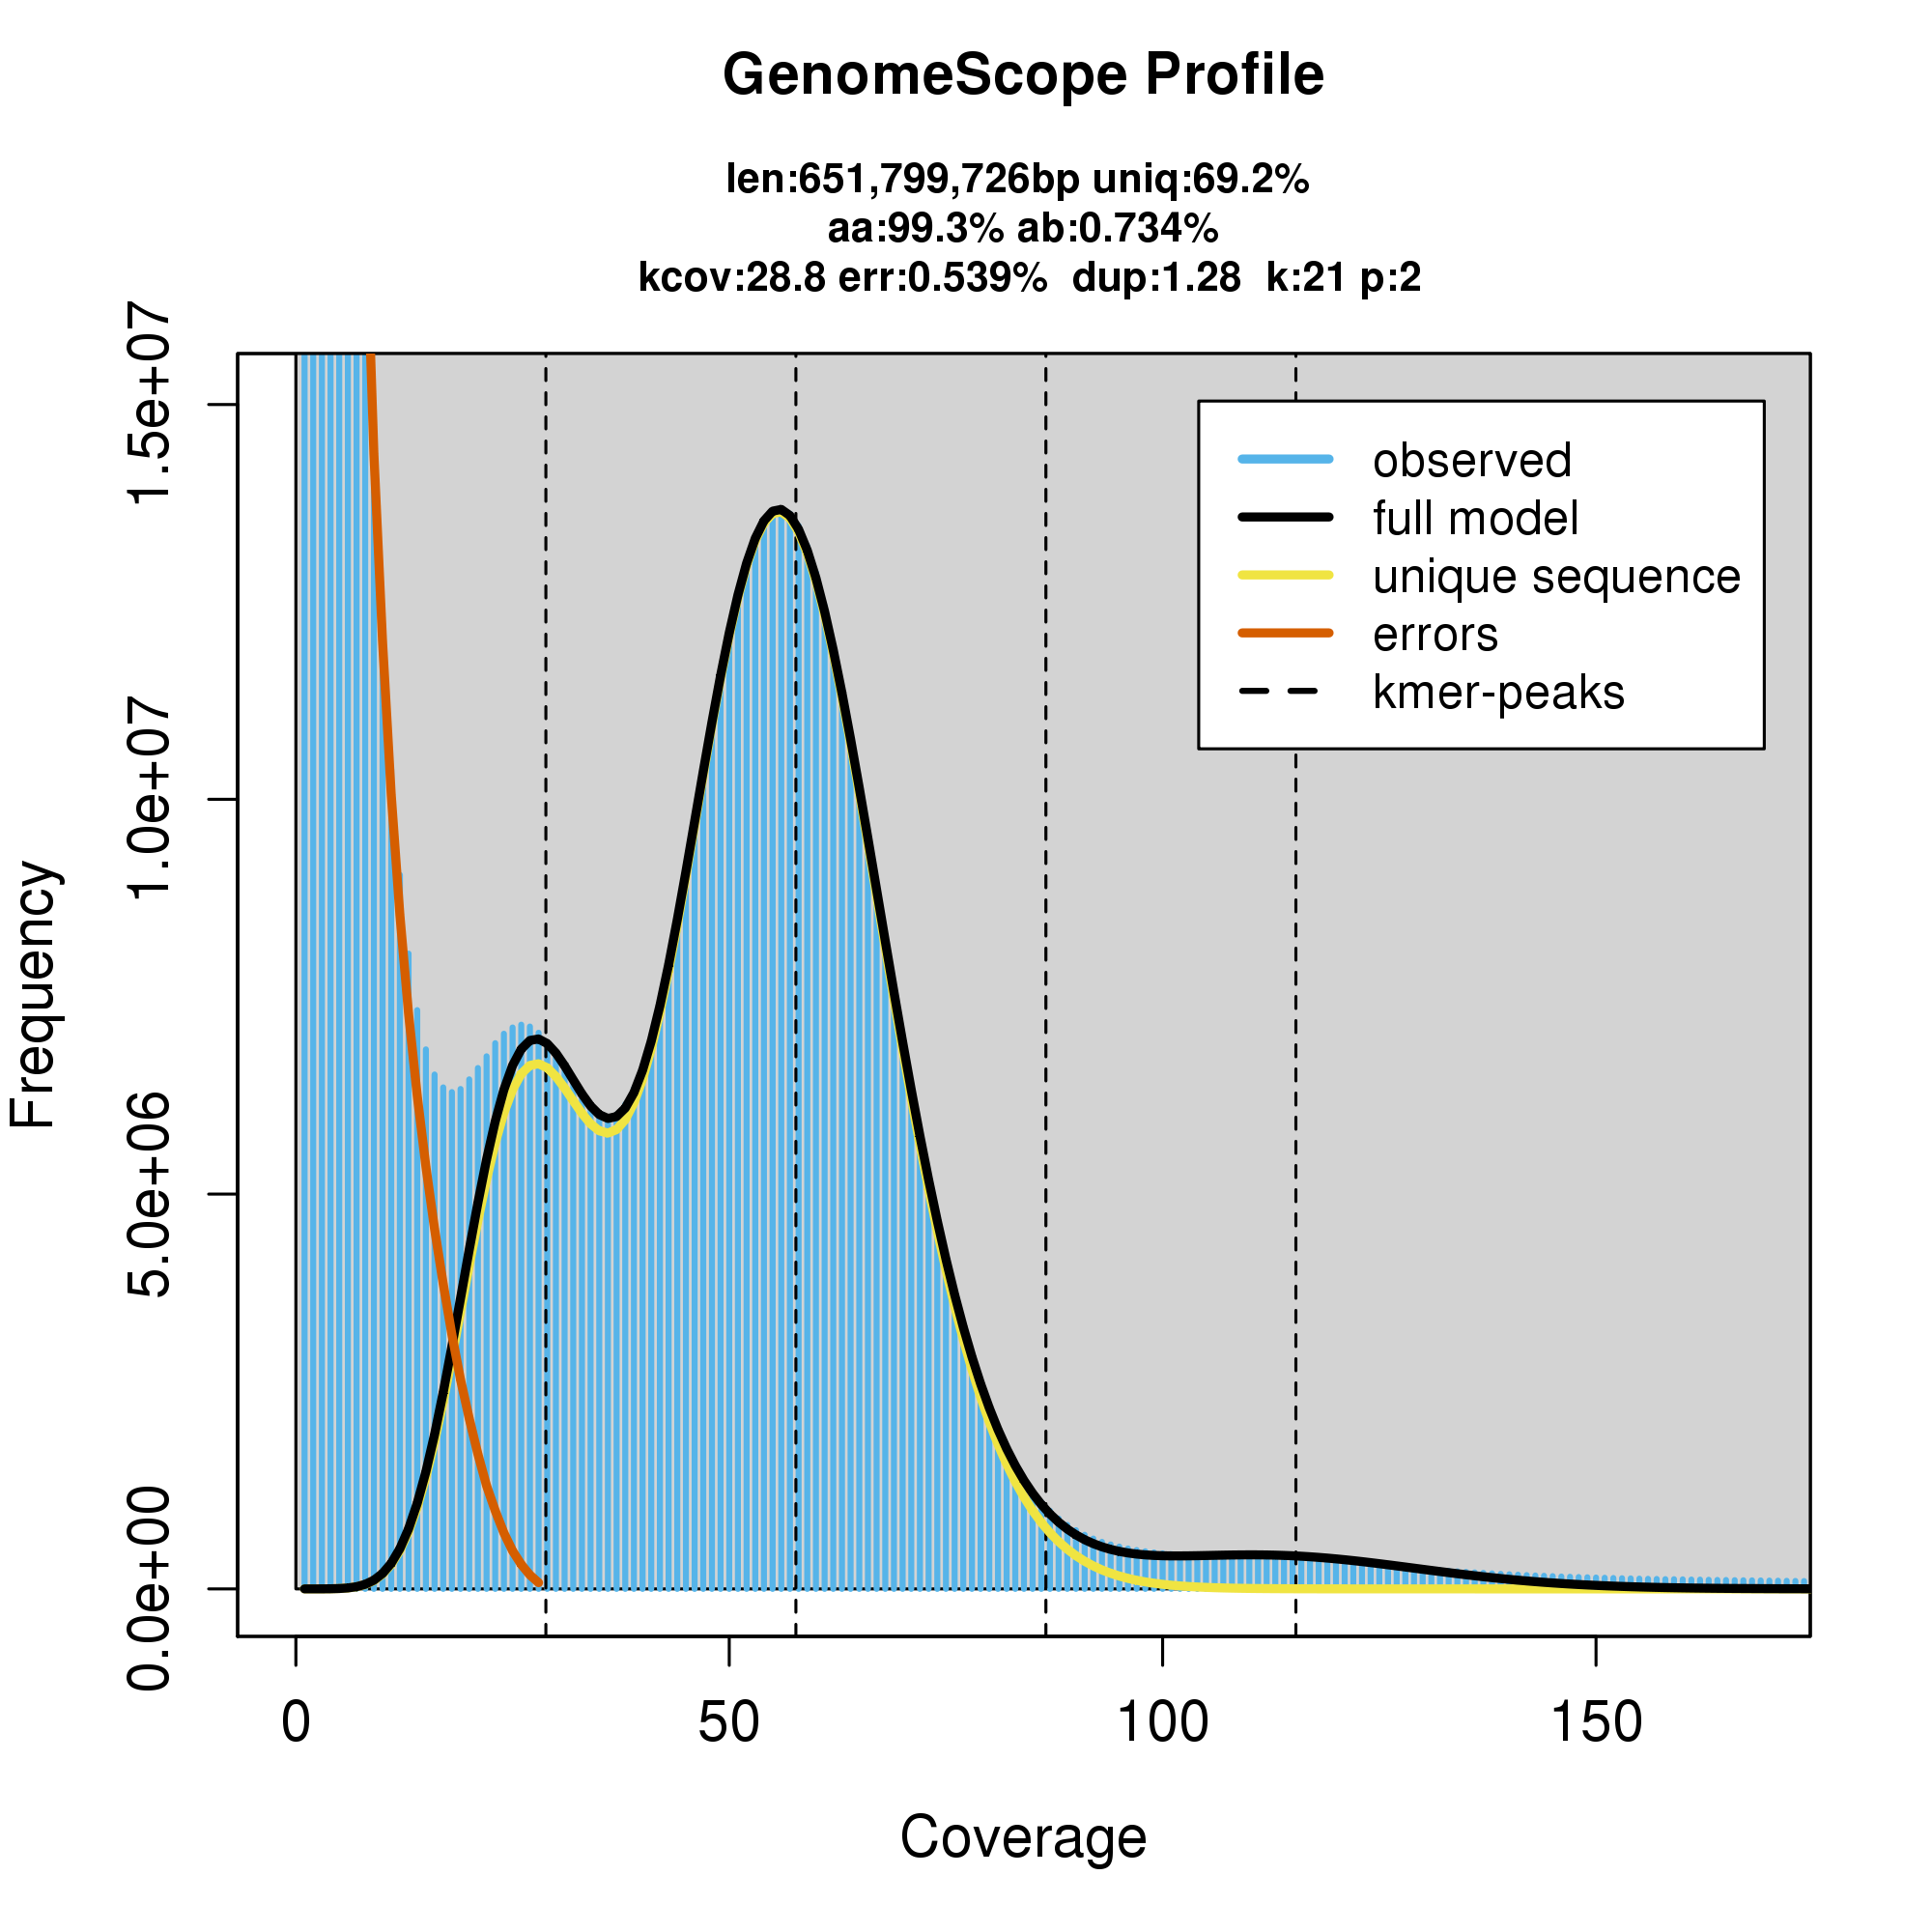 GenomeScope Profile
len:651,799,726bp uniq:69.2%
aa:99.3% ab:0.734%
kcov:28.8 err:0.539%  dup:1.28  k:21 p:2
1.5e+07
1.0e+07
5.0e+06
0.0e+00
Frequency
observed
full model
unique sequence
errors
kmer-peaks
0
50
100
150
Coverage